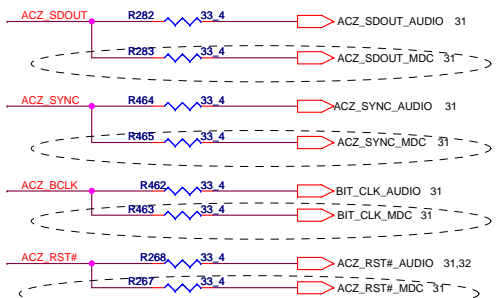 ACZ_SDOUT R282 33_4 ACZ_SDOUT_AUDIO 31
R283 33_4 ACZ_SDOUT_MDC 31
ACZ_SYNC R464 33_4 ACZ_SYNC_AUDIO 31
R465 33_4 ACZ_SYNC_MDC 31
ACZ_BCLK R462 33_4 BIT_CLK_AUDIO 31
R463 33_4 BIT_CLK_MDC 31
ACZ_RST# R268 33_4 ACZ_RST#_AUDIO 31,32
R267 33_4 ACZ_RST#_MDC 31